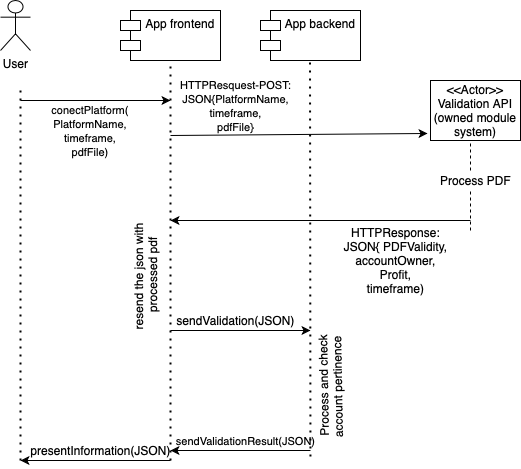 App frontend
App backend
User
conectPlatform(
PlatformName,
timeframe,
pdfFile)
HTTPResquest-POST:
JSON{PlatformName,
timeframe,
pdfFile}
<<Actor>>
Validation API
(owned module
system)
Process PDF
HTTPResponse:
JSON{ PDFValidity,
accountOwner,
Profit,
timeframe)
resend the json with
processed pdf
sendValidation(JSON)
Process and check
account pertinence
sendValidationResult(JSON)
presentInformation(JSON)